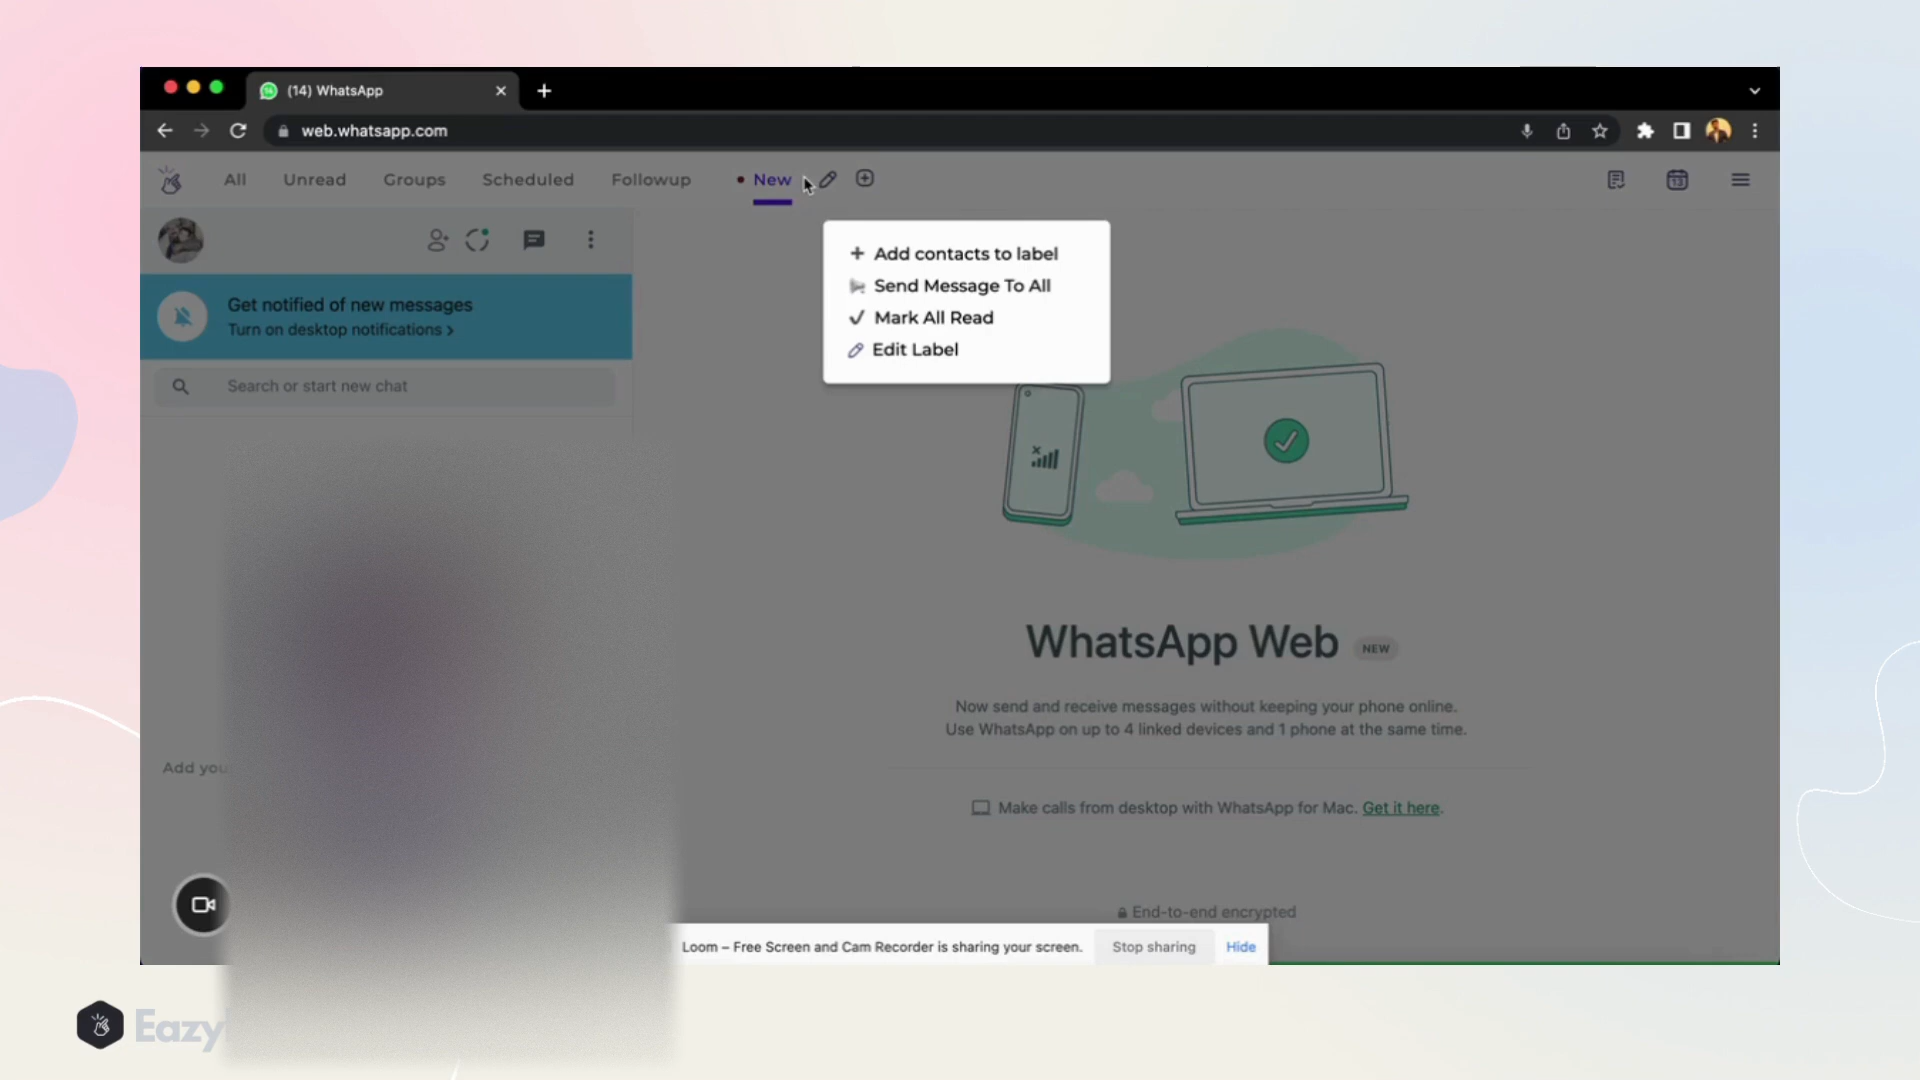 (14) WhatsApp
web.whatsapp.com
All Unread Groups Scheduled Followup New
13
Add contacts to label
Send Message To All
Mark All Read
Edit Label
Get notified of new messages
Turn on desktop notifications
Search or start new chat
WhatsApp Web NEW
Now send and receive messages without keeping your phone online.
Use WhatsApp on up to 4 linked devices and 1 phone at the same time.
Add
Make calls from desktop with WhatsApp for Mac. Get it here.
End-to-end encrypted
Loom – Free Screen and Cam Recorder is sharing your screen. Stop sharing Hide